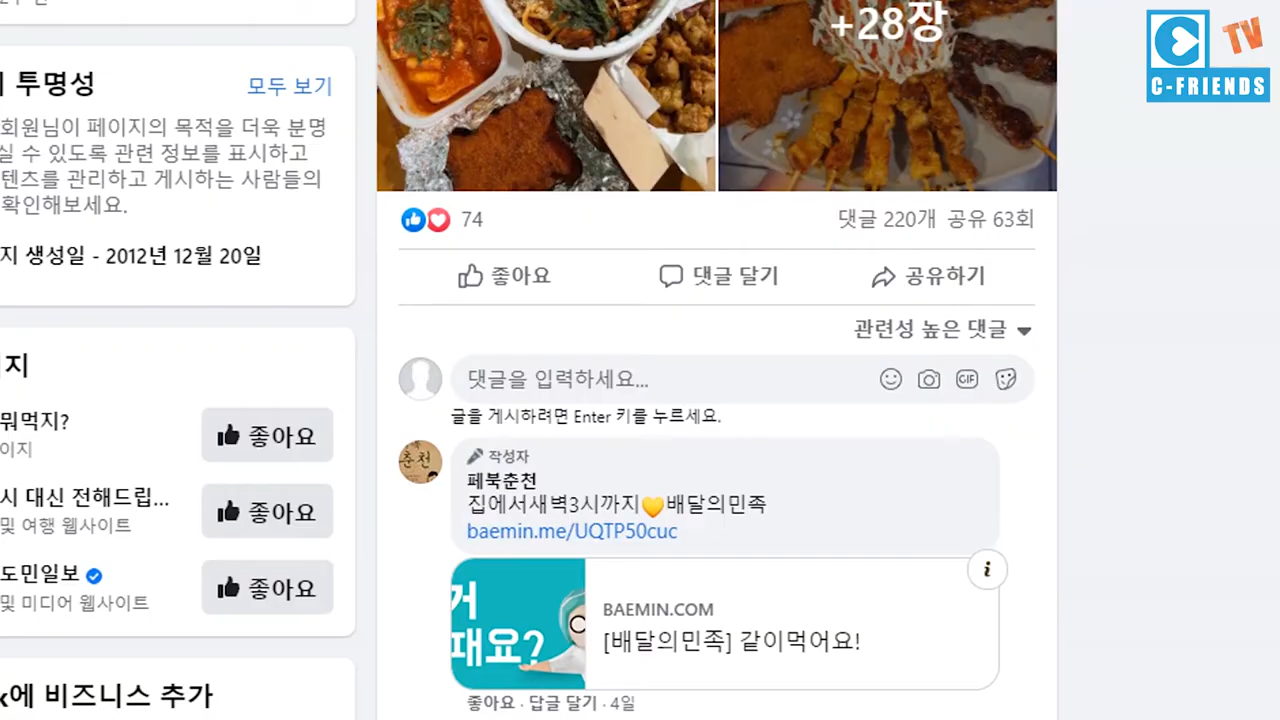 투명성
모두 보기
회원님이 페이지의 목적을 더욱 분명
실 수 있도록 관련 정보를 표시하고
텐츠를 관리하고 게시하는 사람들의
확인해보세요.
지 생성일 - 2012년 12월 20일
지
뭐먹지?
이지
좋아요
시 대신 전해드립...
및 여행 웹사이트
좋아요
도민일보
및 미디어 웹사이트
좋아요
k에 비즈니스 추가
+28장
74
댓글 220개 공유 63회
좋아요
댓글 달기
공유하기
관련성 높은 댓글
댓글을 입력하세요...
GIF
글을 게시하려면 Enter 키를 누르세요.
춘천
작성자
페북춘천
집에서새벽3시까지💛배달의민족
baemin.me/UQTP50cuc
거
때요?
BAEMIN.COM
[배달의민족] 같이먹어요!
좋아요 · 답글 달기 · 4일
TV
C-FRIENDS